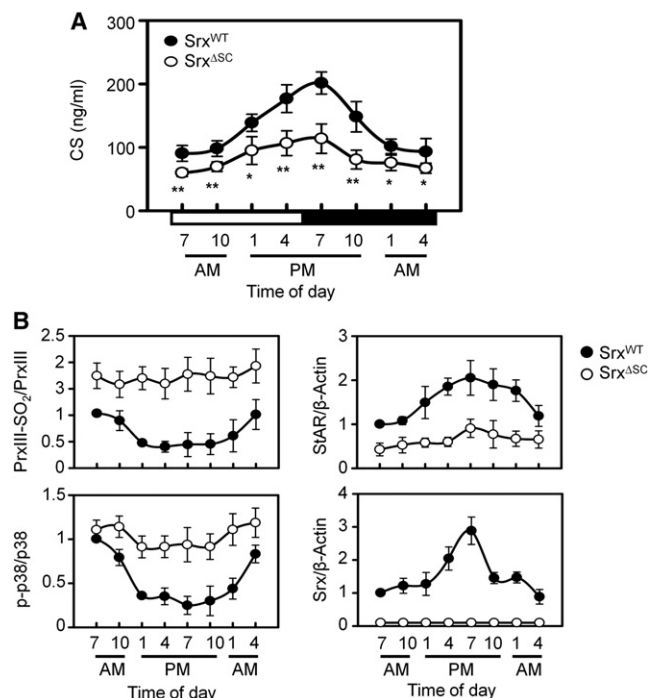 A
Srx^WT
Srx^ΔSC
CS (ng/ml)
300
200
100
0
** ** * ** ** ** * *
7 10 1 4 7 10 1 4
AM PM AM
Time of day
B
PrxIII-SO₂/PrxIII
2.5
2
3
1
0.5
StAR/β-Actin
3
2
1
0
Srx^WT
Srx^ΔSC
p-p38/p38
1.5
1
0.5
0
Srx/β-Actin
4
3
2
1
0
7 10 1 4 7 10 1 4
AM PM AM
Time of day
7 10 1 4 7 10 1 4
AM PM AM
Time of day